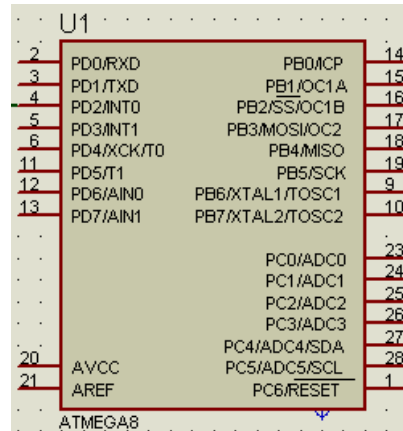 U1
2 PD0/RXD PB0/ICP 14
3 PD1/TXD PB1/OC1A 15
4 PD2/INT0 PB2/SS/OC1B 16
5 PD3/INT1 PB3/MOSI/OC2 17
6 PD4/XCK/T0 PB4/MISO 18
11 PD5/T1 PB5/SCK 19
12 PD6/AIN0 PB6/XTAL1/TOSC1 9
13 PD7/AIN1 PB7/XTAL2/TOSC2 10
PC0/ADC0 23
PC1/ADC1 24
PC2/ADC2 25
PC3/ADC3 26
PC4/ADC4/SDA 27
20 AVCC PC5/ADC5/SCL 28
21 AREF PC6/RESET 1
ATMEGA8